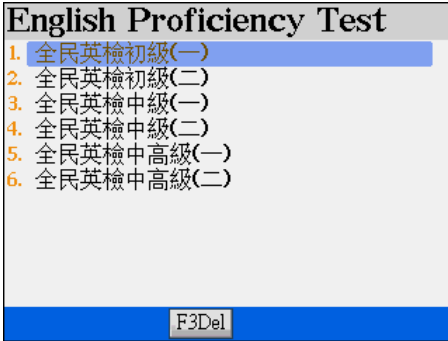 English Proficiency Test
1. 全民英檢初級(一)
2. 全民英檢初級(二)
3. 全民英檢中級(一)
4. 全民英檢中級(二)
5. 全民英檢中高級(一)
6. 全民英檢中高級(二)
F3Del